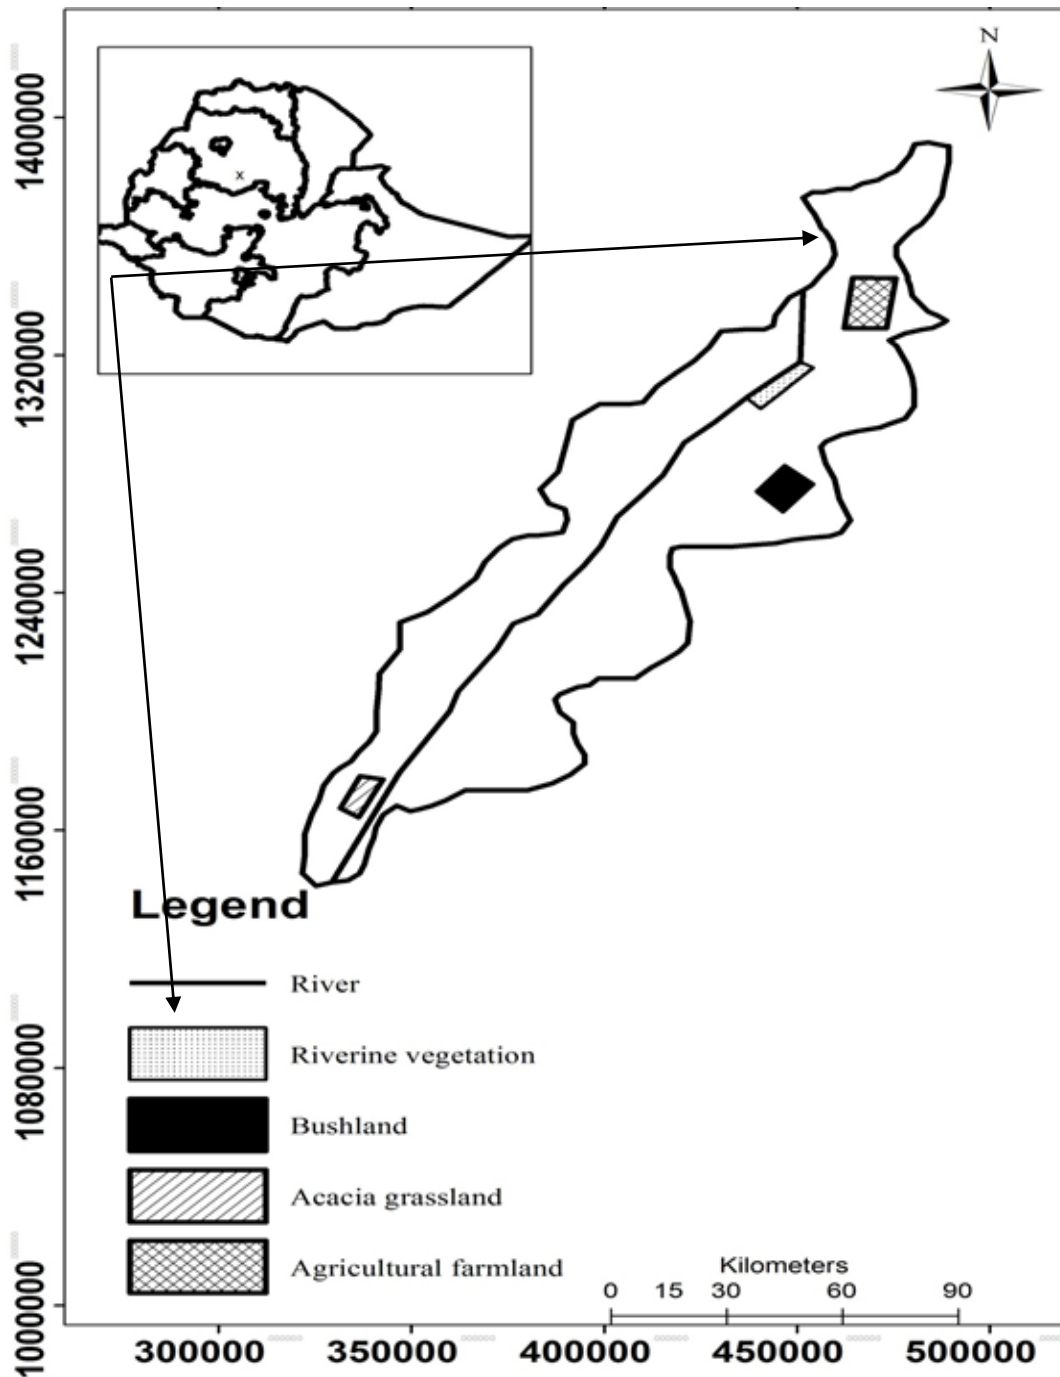 N
x
1400000
1320000
1240000
1160000
1080000
1000000
Legend
River
Riverine vegetation
Bushland
Acacia grassland
Agricultural farmland
Kilometers
0 15 30 60 90
300000 350000 400000 450000 500000